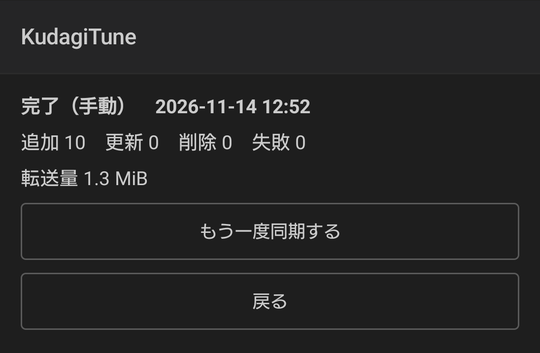 KudagiTune
完了（手動）　2026-11-14 12:52
追加 10　更新 0　削除 0　失敗 0
転送量 1.3 MiB
もう一度同期する
戻る